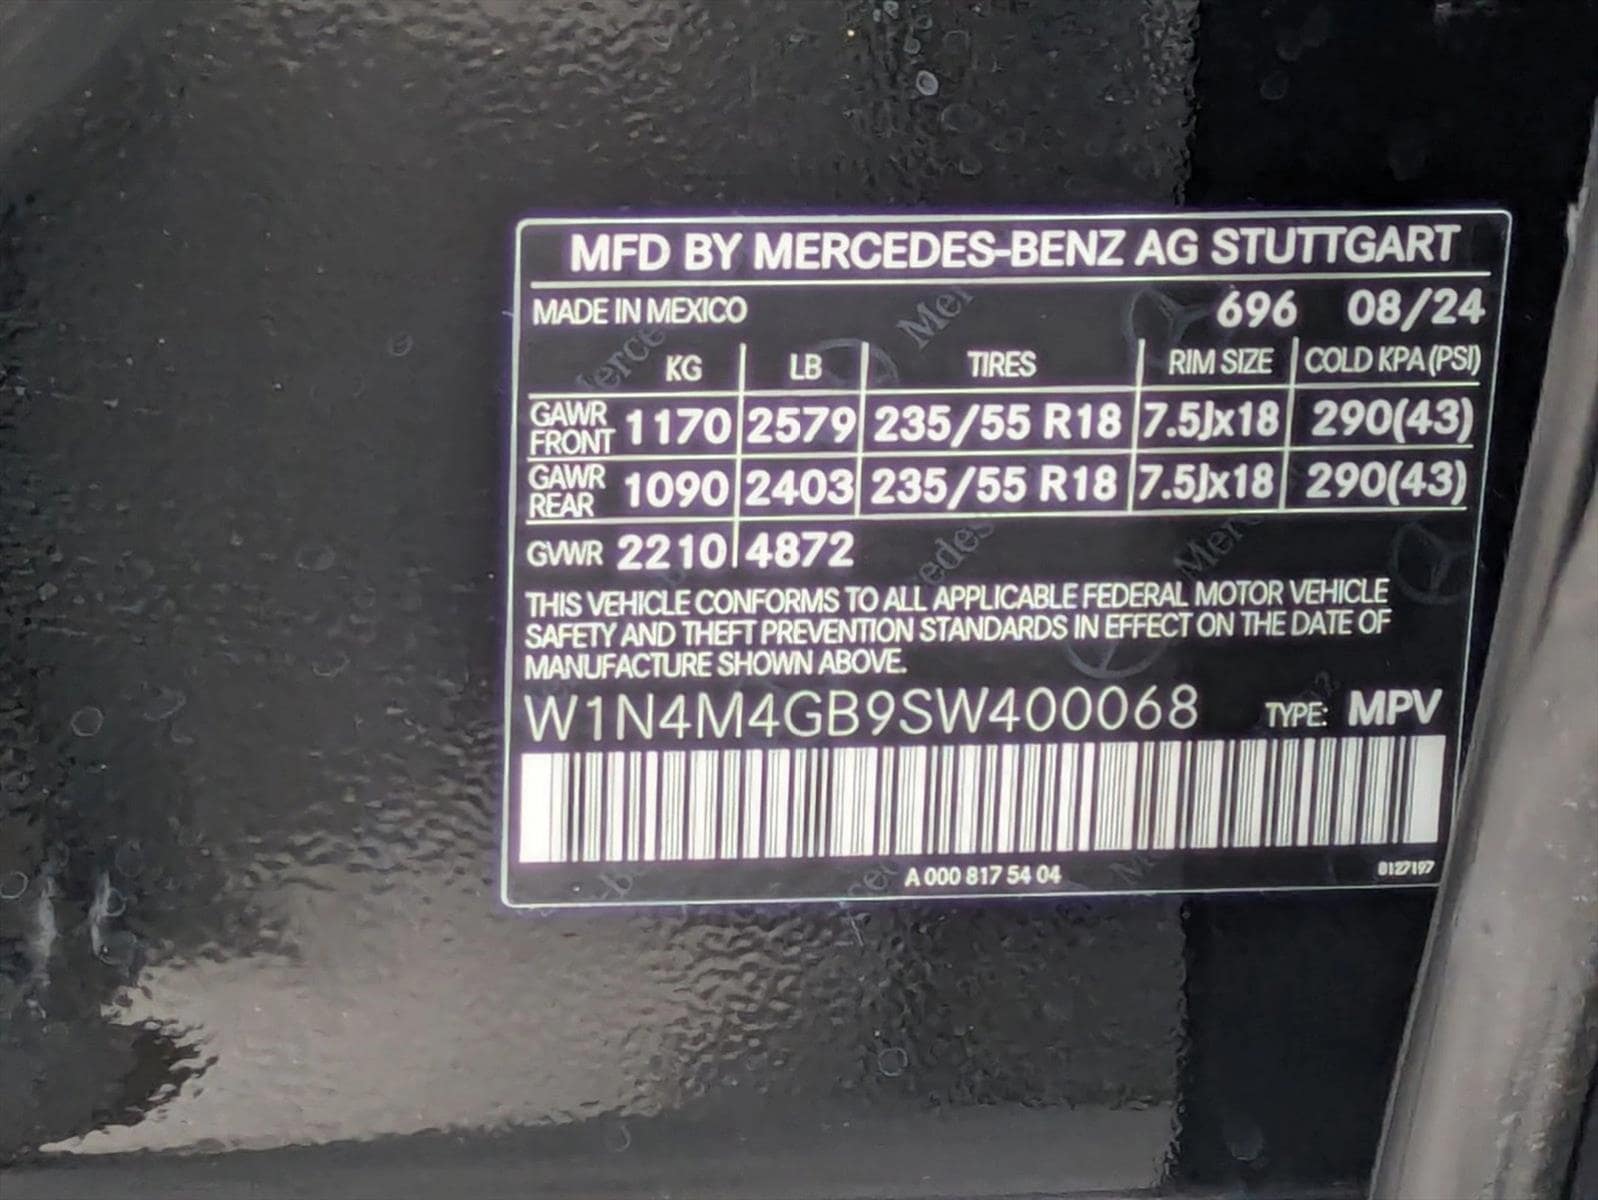 MFD BY MERCEDES-BENZ AG STUTTGART
MADE IN MEXICO 696 08/24
KG LB TIRES RIM SIZE COLD KPA (PSI)
GAWR FRONT 1170 2579 235/55 R18 7.5Jx18 290(43)
GAWR REAR 1090 2403 235/55 R18 7.5Jx18 290(43)
GVWR 2210 4872
THIS VEHICLE CONFORMS TO ALL APPLICABLE FEDERAL MOTOR VEHICLE
SAFETY AND THEFT PREVENTION STANDARDS IN EFFECT ON THE DATE OF
MANUFACTURE SHOWN ABOVE.
W1N4M4GB9SW400068 TYPE: MPV
A 000 817 54 04